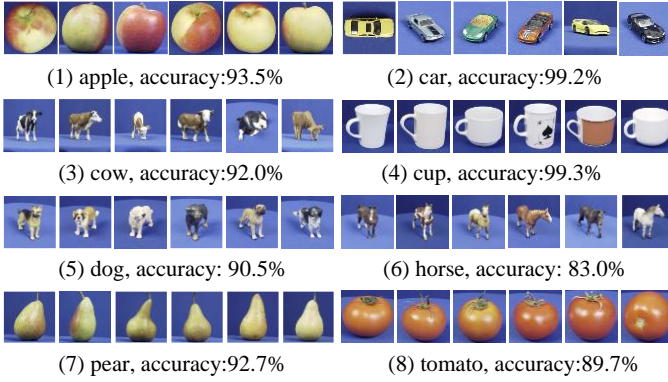 (1) apple, accuracy:93.5%
(2) car, accuracy:99.2%
(3) cow, accuracy:92.0%
(4) cup, accuracy:99.3%
(5) dog, accuracy: 90.5%
(6) horse, accuracy: 83.0%
(7) pear, accuracy:92.7%
(8) tomato, accuracy:89.7%